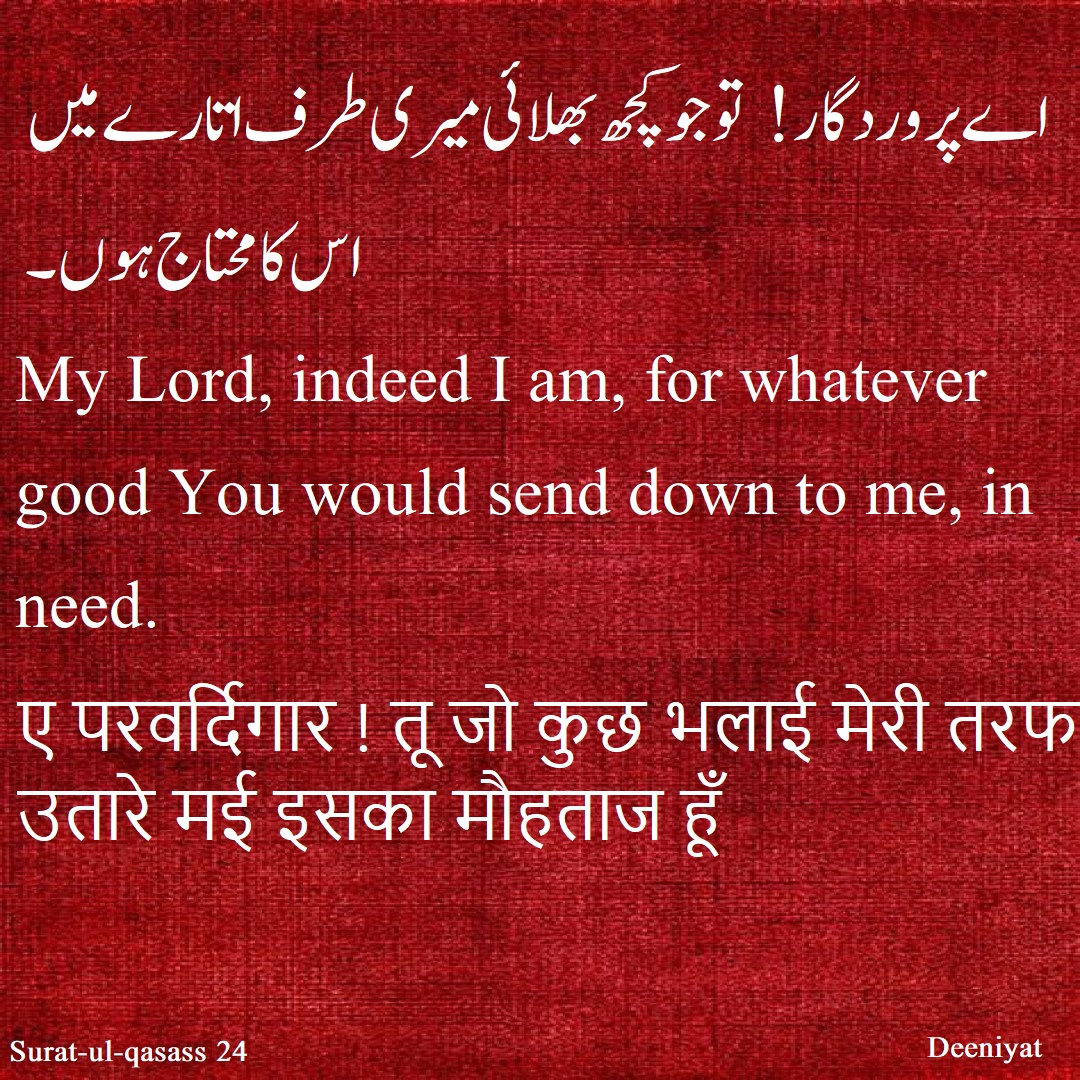 اے پروردگار! تو جو کچھ بھلائی میری طرف اتارے میں
اس کا محتاج ہوں۔
My Lord, indeed I am, for whatever
good You would send down to me, in
need.
ए परवर्दिगार ! तू जो कुछ भलाई मेरी तरफ
उतारे मई इसका मौहताज हूँ
Surat-ul-qasass 24
Deeniyat